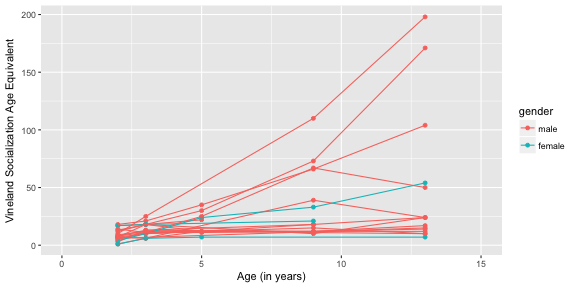 200
150
100
50
0
Vineland Socialization Age Equivalent
0 5 10 15
Age (in years)
gender
male
female